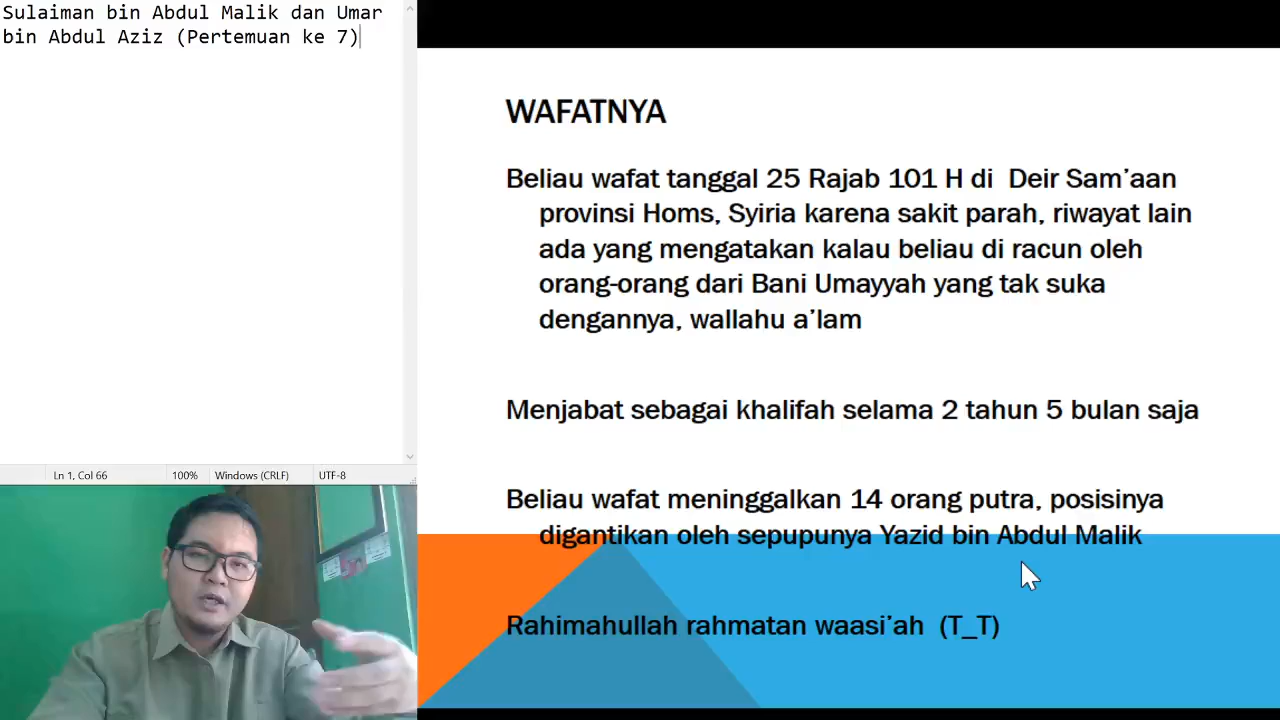 Sulaiman bin Abdul Malik dan Umar
bin Abdul Aziz (Pertemuan ke 7)
Ln 1, Col 66
100%
Windows (CRLF)
UTF-8
WAFATNYA
Beliau wafat tanggal 25 Rajab 101 H di  Deir Sam’aan
provinsi Homs, Syiria karena sakit parah, riwayat lain
ada yang mengatakan kalau beliau di racun oleh
orang-orang dari Bani Umayyah yang tak suka
dengannya, wallahu a’lam
Menjabat sebagai khalifah selama 2 tahun 5 bulan saja
Beliau wafat meninggalkan 14 orang putra, posisinya
digantikan oleh sepupunya Yazid bin Abdul Malik
Rahimahullah rahmatan waasi’ah  (T_T)